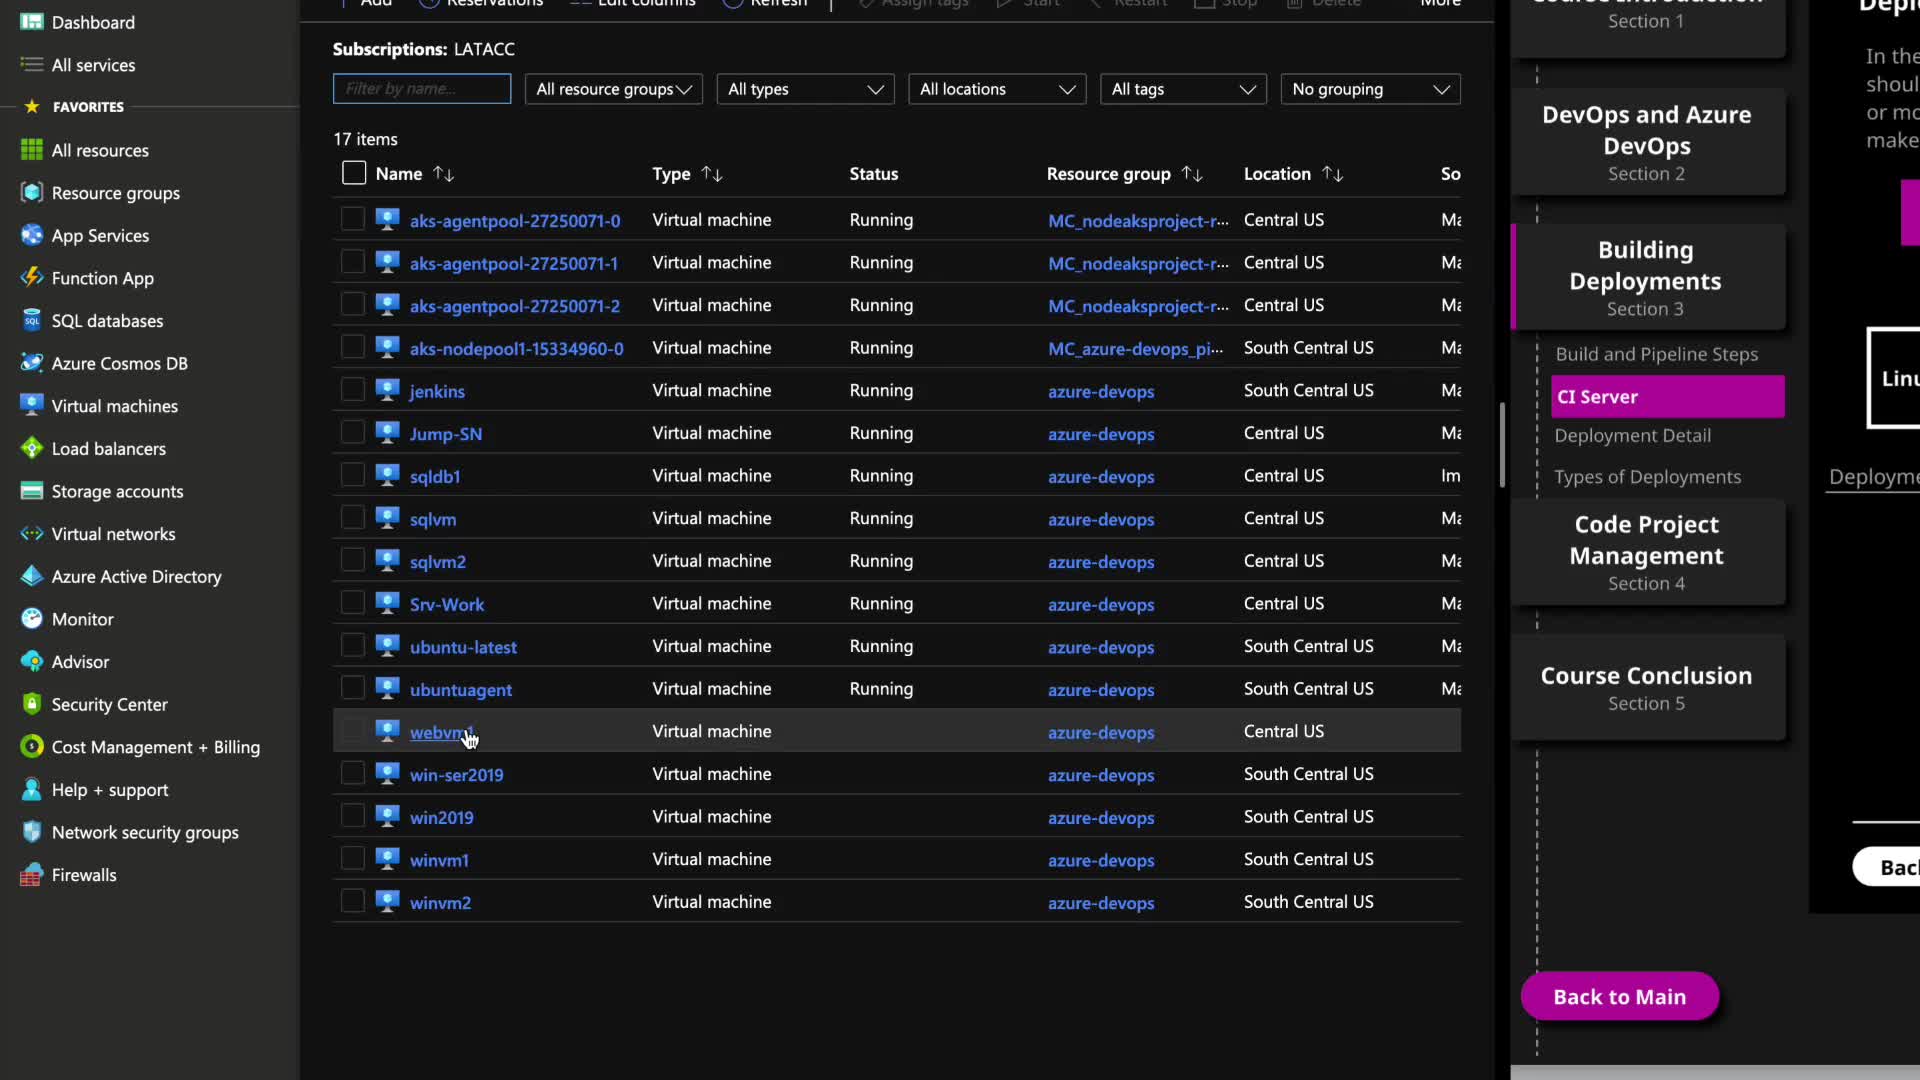 Dashboard
All services
FAVORITES
All resources
Resource groups
App Services
Function App
SQL databases
Azure Cosmos DB
Virtual machines
Load balancers
Storage accounts
Virtual networks
Azure Active Directory
Monitor
Advisor
Security Center
Cost Management + Billing
Help + support
Network security groups
Firewalls
Add Reservations Edit columns Refresh Assign tags Start Restart Stop Delete More
Subscriptions: LATACC
Filter by name... All resource groups All types All locations All tags No grouping
17 items
Name Type Status Resource group Location So
aks-agentpool-27250071-0 Virtual machine Running MC_nodeaksproject-r... Central US Ma
aks-agentpool-27250071-1 Virtual machine Running MC_nodeaksproject-r... Central US Ma
aks-agentpool-27250071-2 Virtual machine Running MC_nodeaksproject-r... Central US Ma
aks-nodepool1-15334960-0 Virtual machine Running MC_azure-devops_pi... South Central US Ma
jenkins Virtual machine Running azure-devops South Central US Ma
Jump-SN Virtual machine Running azure-devops Central US Ma
sqldb1 Virtual machine Running azure-devops Central US Im
sqlvm Virtual machine Running azure-devops Central US Ma
sqlvm2 Virtual machine Running azure-devops Central US Ma
Srv-Work Virtual machine Running azure-devops Central US Ma
ubuntu-latest Virtual machine Running azure-devops South Central US Ma
ubuntuagent Virtual machine Running azure-devops South Central US Ma
webvm1 Virtual machine azure-devops Central US
win-ser2019 Virtual machine azure-devops South Central US
win2019 Virtual machine azure-devops South Central US
winvm1 Virtual machine azure-devops South Central US
winvm2 Virtual machine azure-devops South Central US
Course Introduction
Section 1
DevOps and Azure
DevOps
Section 2
Building
Deployments
Section 3
Build and Pipeline Steps
CI Server
Deployment Detail
Types of Deployments
Code Project
Management
Section 4
Course Conclusion
Section 5
Back to Main
In the
shoul
or mo
make
Linu
Deployme
Bacl